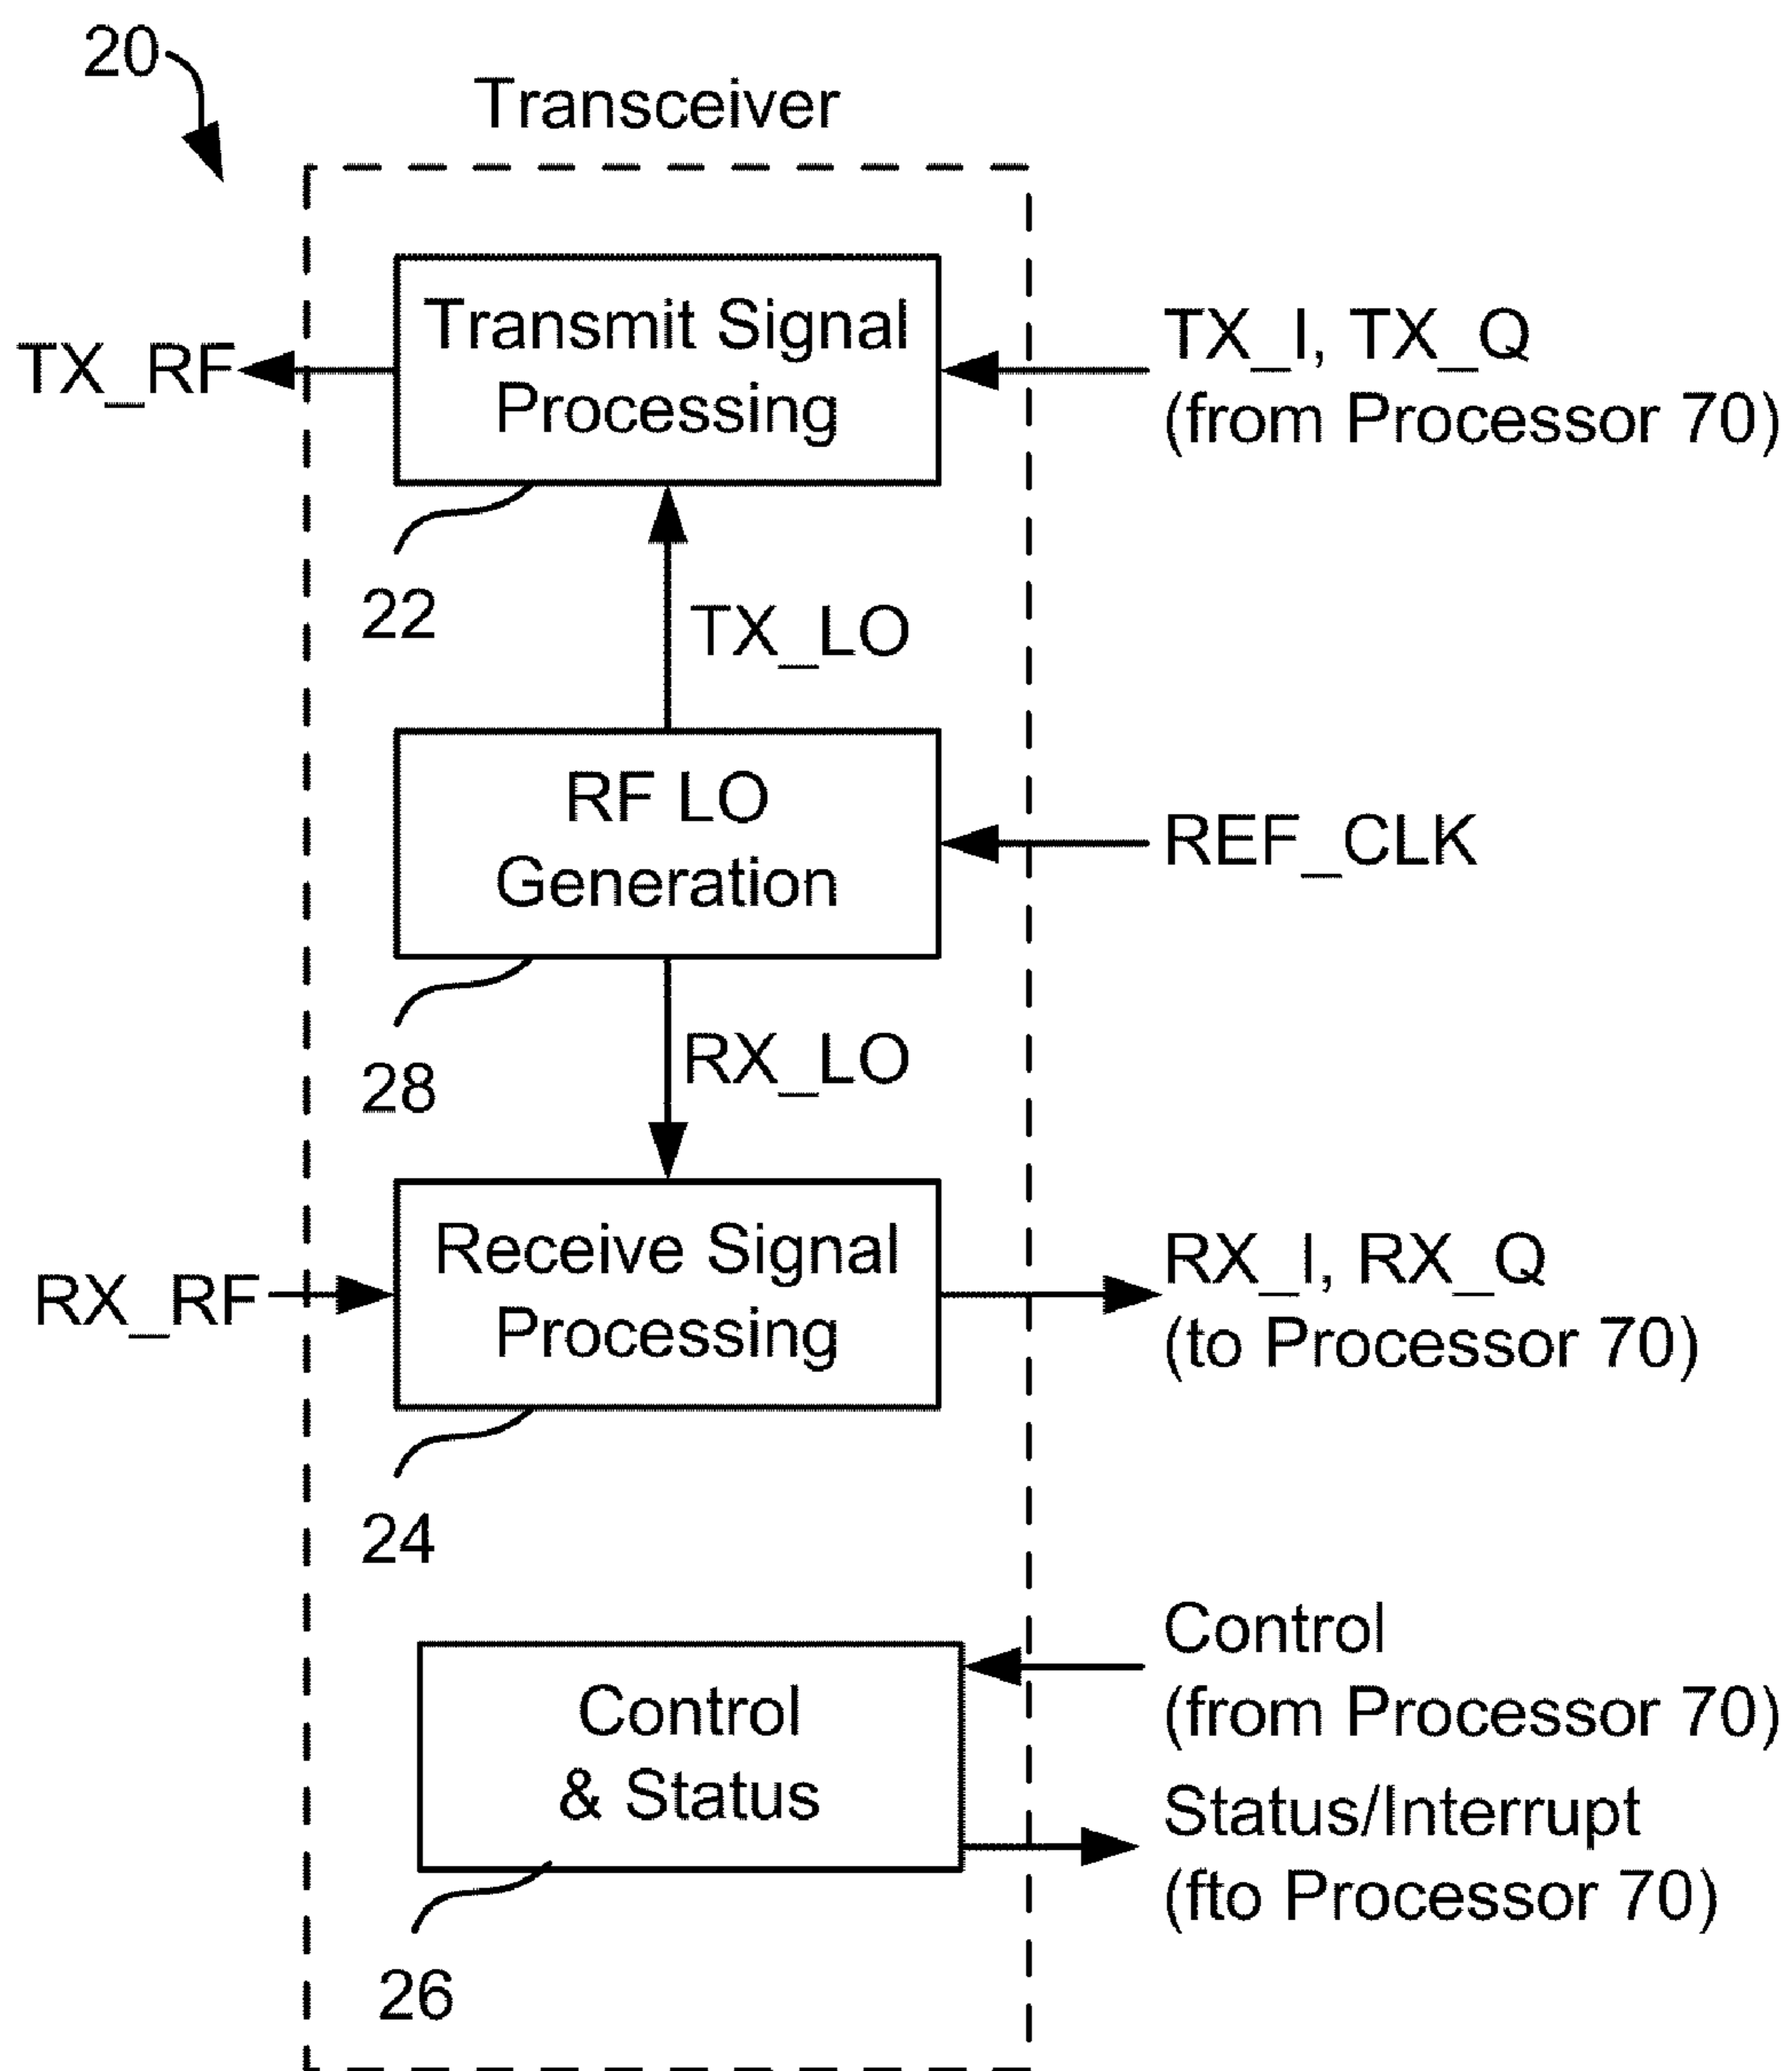 20
Transceiver
Transmit Signal
Processing
TX_RF
TX_I, TX_Q
(from Processor 70)
22
TX_LO
RF LO
Generation
REF_CLK
28
RX_LO
Receive Signal
Processing
RX_RF
RX_I, RX_Q
(to Processor 70)
24
Control
& Status
Control
(from Processor 70)
Status/Interrupt
(fto Processor 70)
26